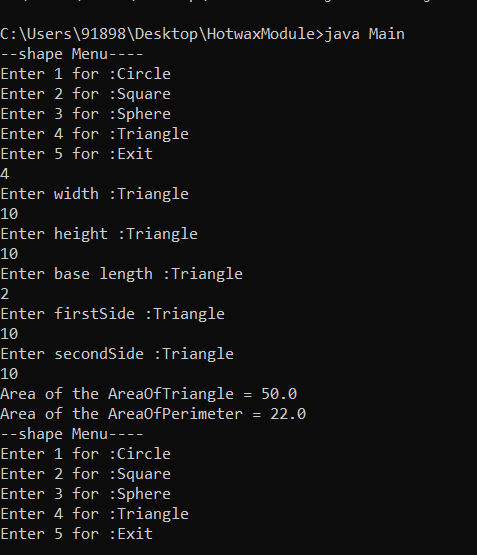 C:\Users\91898\Desktop\HotwaxModule>java Main
--shape Menu----
Enter 1 for :Circle
Enter 2 for :Square
Enter 3 for :Sphere
Enter 4 for :Triangle
Enter 5 for :Exit
4
Enter width :Triangle
10
Enter height :Triangle
10
Enter base length :Triangle
2
Enter firstSide :Triangle
10
Enter secondSide :Triangle
10
Area of the AreaOfTriangle = 50.0
Area of the AreaOfPerimeter = 22.0
--shape Menu----
Enter 1 for :Circle
Enter 2 for :Square
Enter 3 for :Sphere
Enter 4 for :Triangle
Enter 5 for :Exit